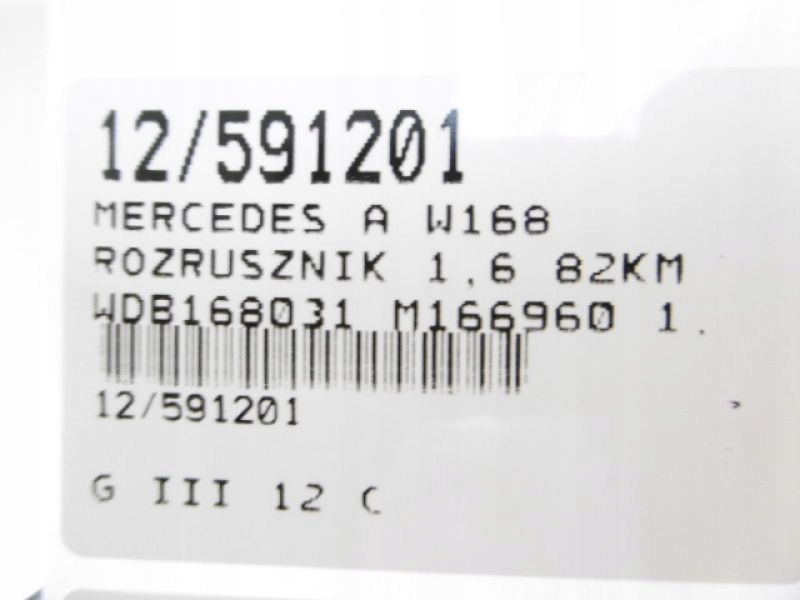 12/591201
MERCEDES A W168
ROZRUSZNIK 1,6 82KM
WDB168031 M166960 1.
12/591201
G III 12 C